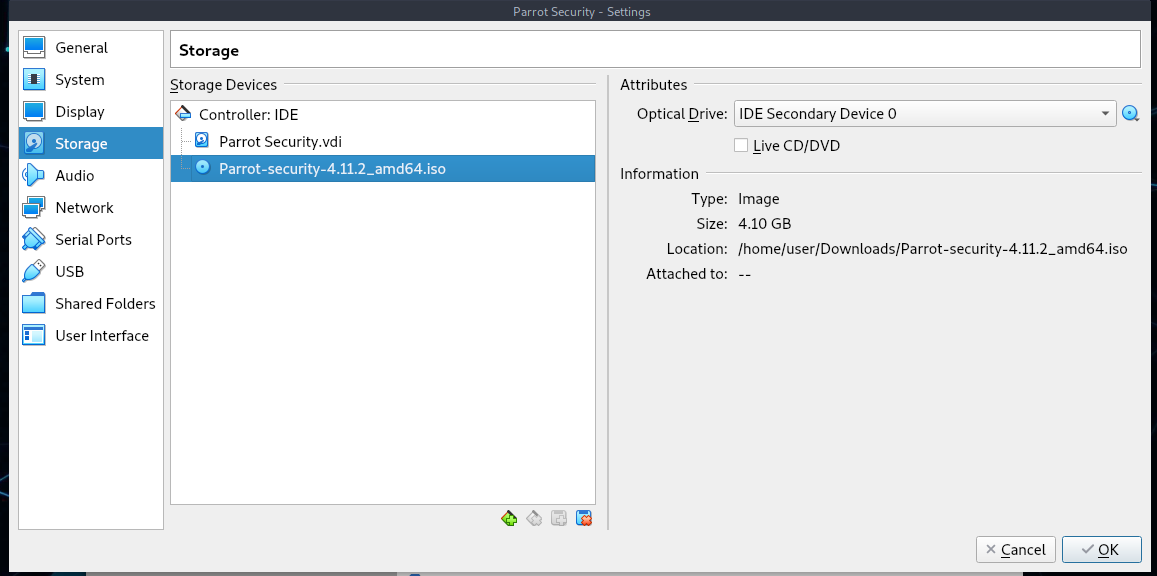 Parrot Security - Settings
General
System
Display
Storage
Audio
Network
Serial Ports
USB
Shared Folders
User Interface
Storage
Storage Devices
Controller: IDE
Parrot Security.vdi
Parrot-security-4.11.2_amd64.iso
Attributes
Optical Drive: IDE Secondary Device 0
Live CD/DVD
Information
Type: Image
Size: 4.10 GB
Location: /home/user/Downloads/Parrot-security-4.11.2_amd64.iso
Attached to: --
Cancel OK